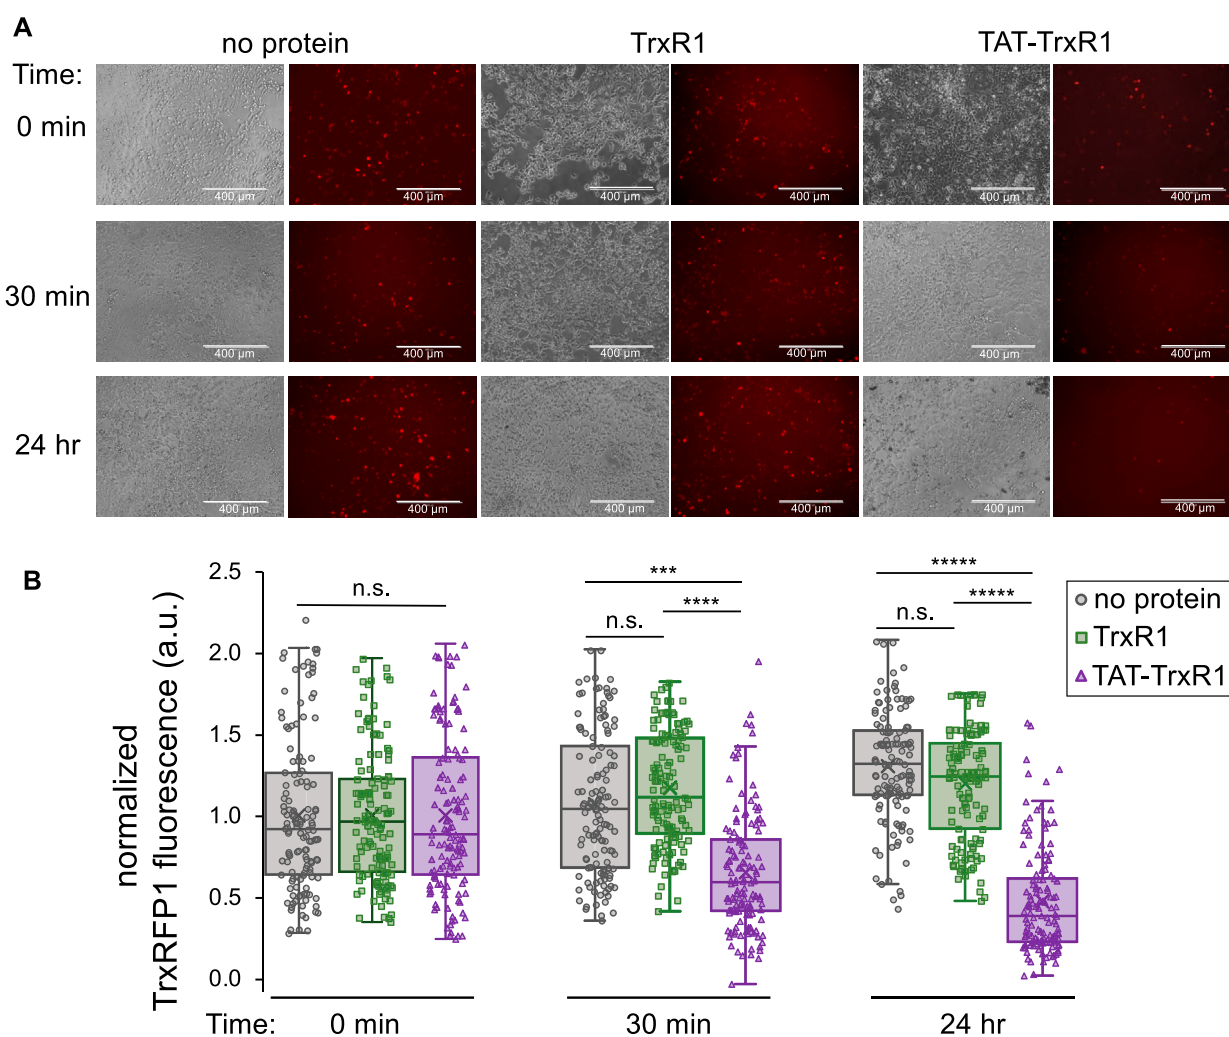 A
no protein TrxR1 TAT-TrxR1
Time:
0 min
400 µm 400 µm 400 µm 400 µm 400 µm 400 µm
30 min
400 µm 400 µm 400 µm 400 µm 400 µm 400 µm
24 hr
400 µm 400 µm 400 µm 400 µm 400 µm 400 µm
B
normalized
TrxRFP1 fluorescence (a.u.)
2.5
2.0
1.5
1.0
0.5
0.0
n.s.
***
****
n.s.
*****
*****
n.s.
no protein
TrxR1
TAT-TrxR1
Time: 0 min 30 min 24 hr